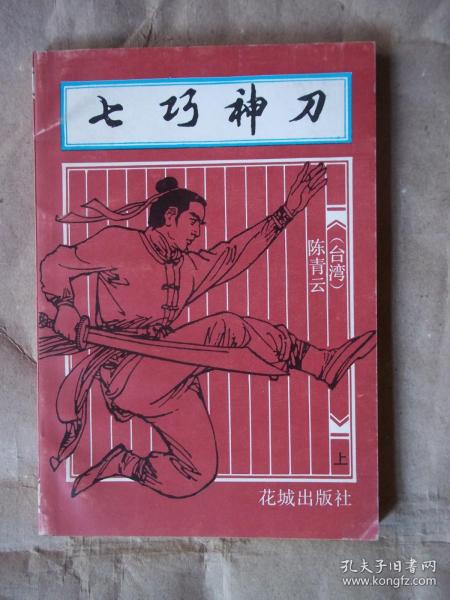 七巧神刀
（台湾）
陈青云
上
花城出版社
孔夫子旧书网
www.kongfz.com